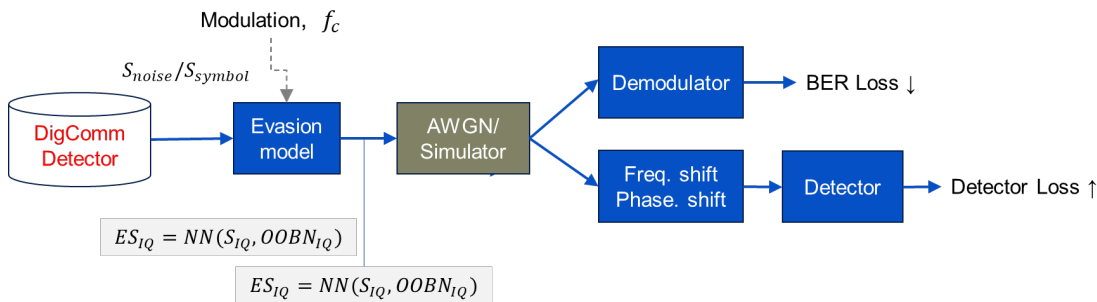 Modulation, f_c
S_noise/S_symbol
DigComm
Detector
Evasion
model
AWGN/
Simulator
Demodulator
BER Loss ↓
Freq. shift
Phase. shift
Detector
Detector Loss ↑
ES_IQ = NN(S_IQ, OOBN_IQ)
ES_IQ = NN(S_IQ, OOBN_IQ)